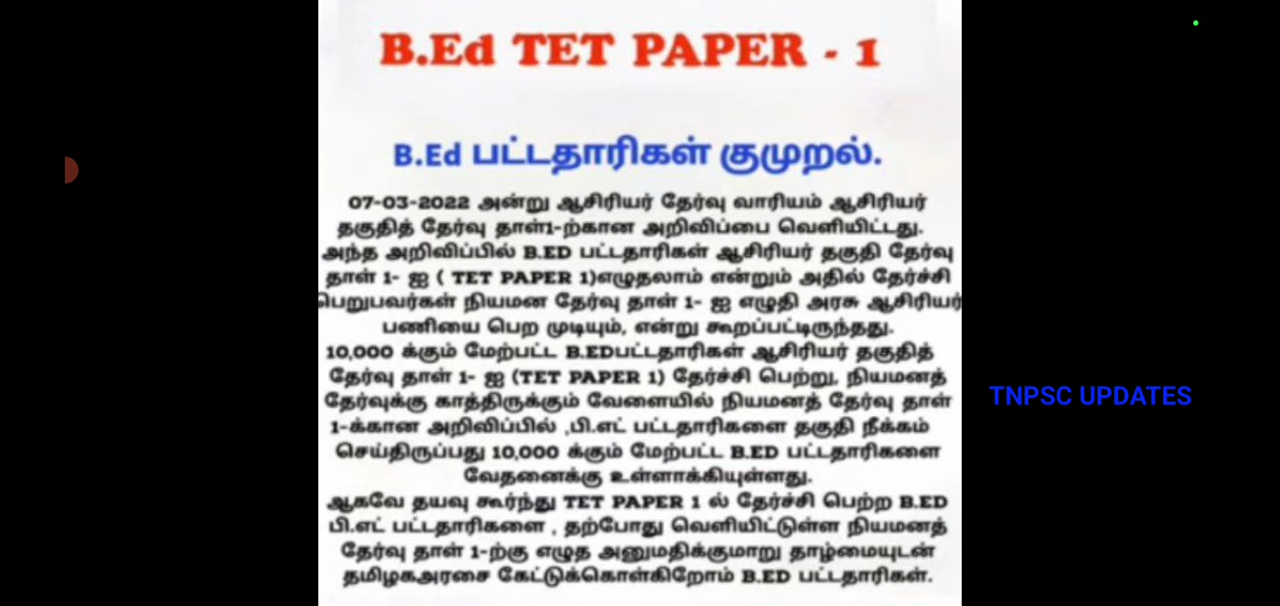 B.Ed TET PAPER - 1
B.Ed பட்டதாரிகள் குமுறல்.
07-03-2022 அன்று ஆசிரியர் தேர்வு வாரியம் ஆசிரியர்
தகுதித் தேர்வு தாள்1-ற்கான அறிவிப்பை வெளியிட்டது.
அந்த அறிவிப்பில் B.ED பட்டதாரிகள் ஆசிரியர் தகுதி தேர்வு
தாள் 1- ஐ ( TET PAPER 1)எழுதலாம் என்றும் அதில் தேர்ச்சி
பெறுபவர்கள் நியமன தேர்வு தாள் 1- ஐ எழுதி அரசு ஆசிரியர்
பணியை பெற முடியும், என்று கூறப்பட்டிருந்தது.
10,000 க்கும் மேற்பட்ட B.EDபட்டதாரிகள் ஆசிரியர் தகுதித்
தேர்வு தாள் 1- ஐ (TET PAPER 1) தேர்ச்சி பெற்று, நியமனத்
தேர்வுக்கு காத்திருக்கும் வேளையில் நியமனத் தேர்வு தாள்
1-க்கான அறிவிப்பில் ,பி.எட் பட்டதாரிகளை தகுதி நீக்கம்
செய்திருப்பது 10,000 க்கும் மேற்பட்ட B.ED பட்டதாரிகளை
வேதனைக்கு உள்ளாக்கியுள்ளது.
ஆகவே தயவு கூர்ந்து TET PAPER 1 ல் தேர்ச்சி பெற்ற B.ED
பி.எட் பட்டதாரிகளை , தற்போது வெளியிட்டுள்ள நியமனத்
தேர்வு தாள் 1-ற்கு எழுத அனுமதிக்குமாறு தாழ்மையுடன்
தமிழகஅரசை கேட்டுக்கொள்கிறோம் B.ED பட்டதாரிகள்.
TNPSC UPDATES